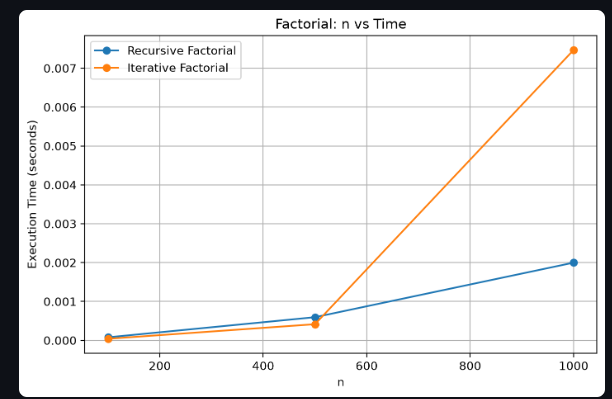 Factorial: n vs Time
Recursive Factorial
Iterative Factorial
Execution Time (seconds)
0.007
0.006
0.005
0.004
0.003
0.002
0.001
0.000
200 400 600 800 1000
n